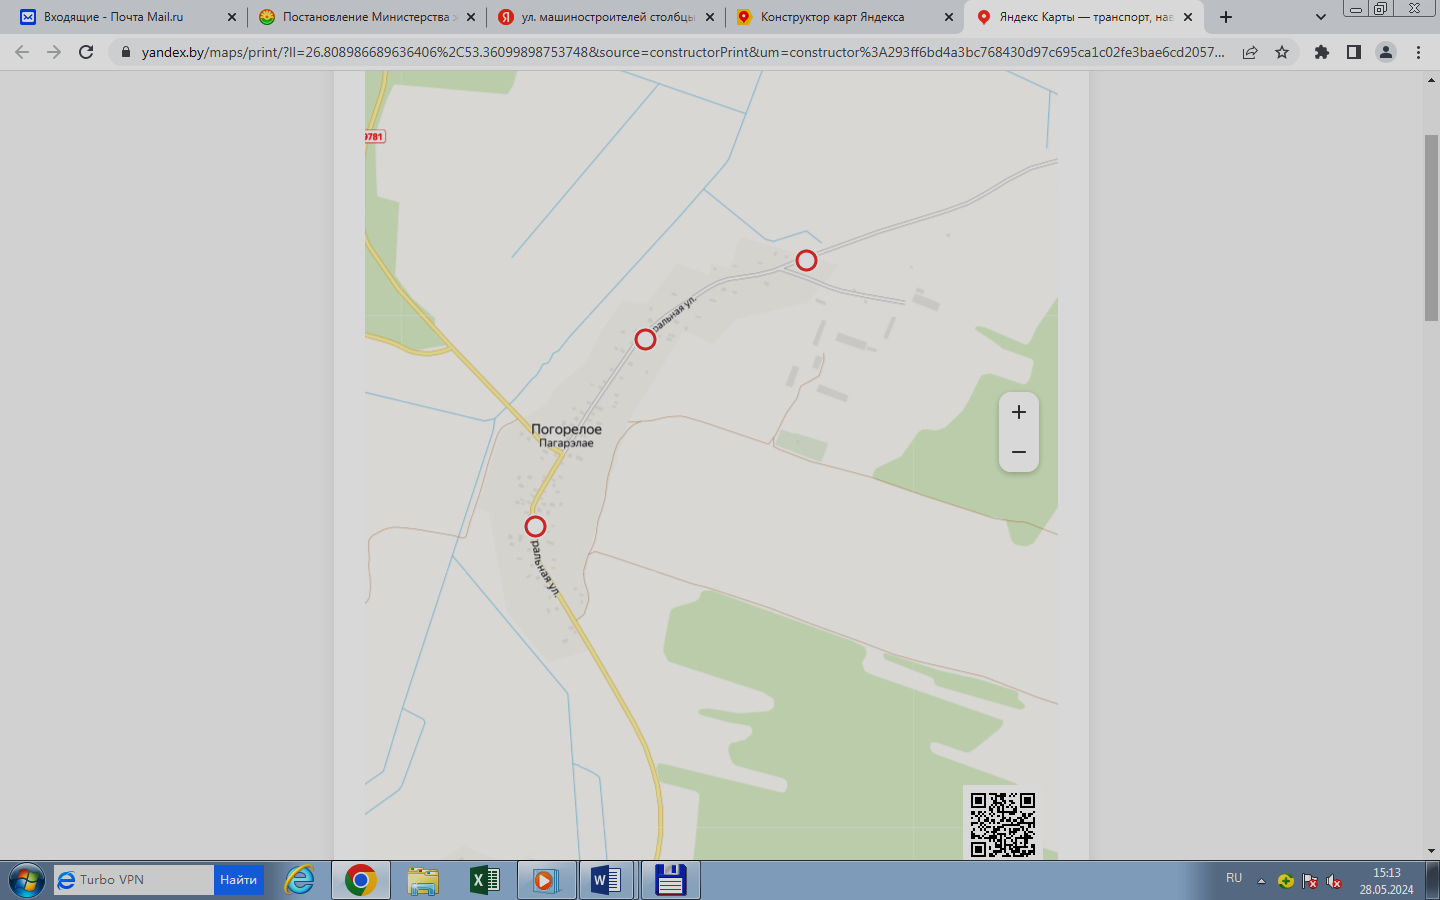 Входящие - Почта Mail.ru
Постановление Министерства ж
ул. машиностроителей столбцы
Конструктор карт Яндекса
Яндекс Карты — транспорт, нав
yandex.by/maps/print/?ll=26.808986689636406%2C53.36099898753748&source=constructorPrint&um=constructor%3A293ff6bd4a3bc768430d97c695ca1c02fe3bae6cd2057...
9781
ральная ул.
Погорелое
Пагарэлае
ральная ул.
Turbo VPN
Найти
RU
15:13
28.05.2024